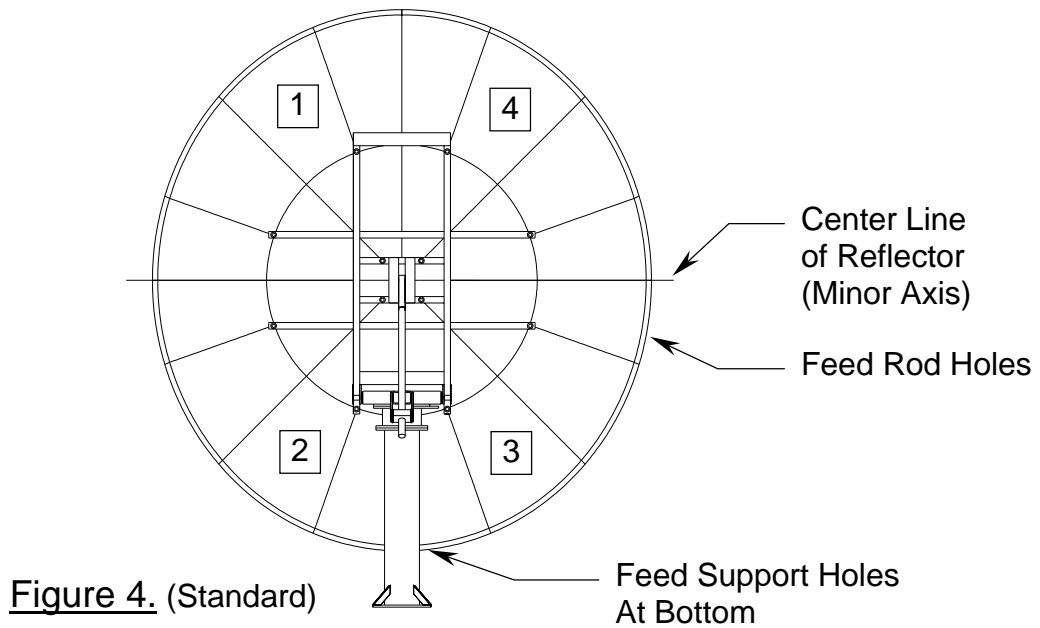 1
4
Center Line
of Reflector
(Minor Axis)
Feed Rod Holes
2
3
Feed Support Holes
At Bottom
Figure 4. (Standard)